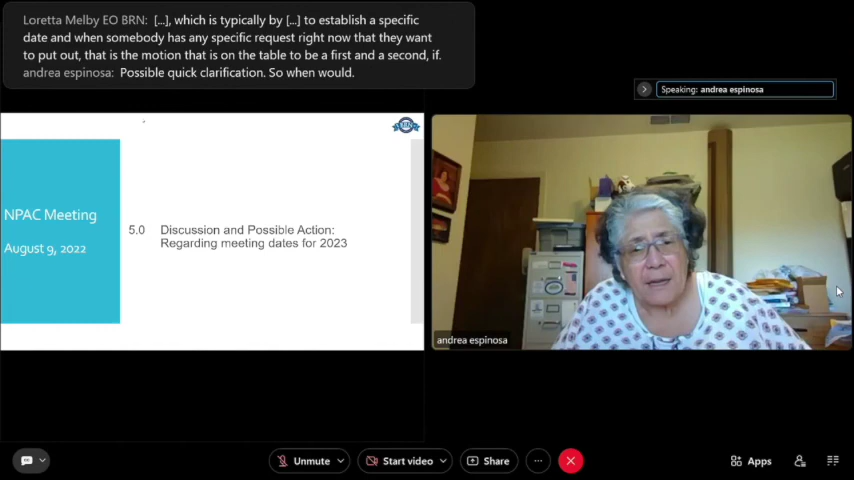 Loretta Melby EO BRN: [...], which is typically by [...] to establish a specific
date and when somebody has any specific request right now that they want
to put out, that is the motion that is on the table to be a first and a second, if.
andrea espinosa: Possible quick clarification. So when would.
Speaking: andrea espinosa
BRN
NPAC Meeting
August 9, 2022
5.0 Discussion and Possible Action:
Regarding meeting dates for 2023
andrea espinosa
Unmute
Start video
Share
Apps